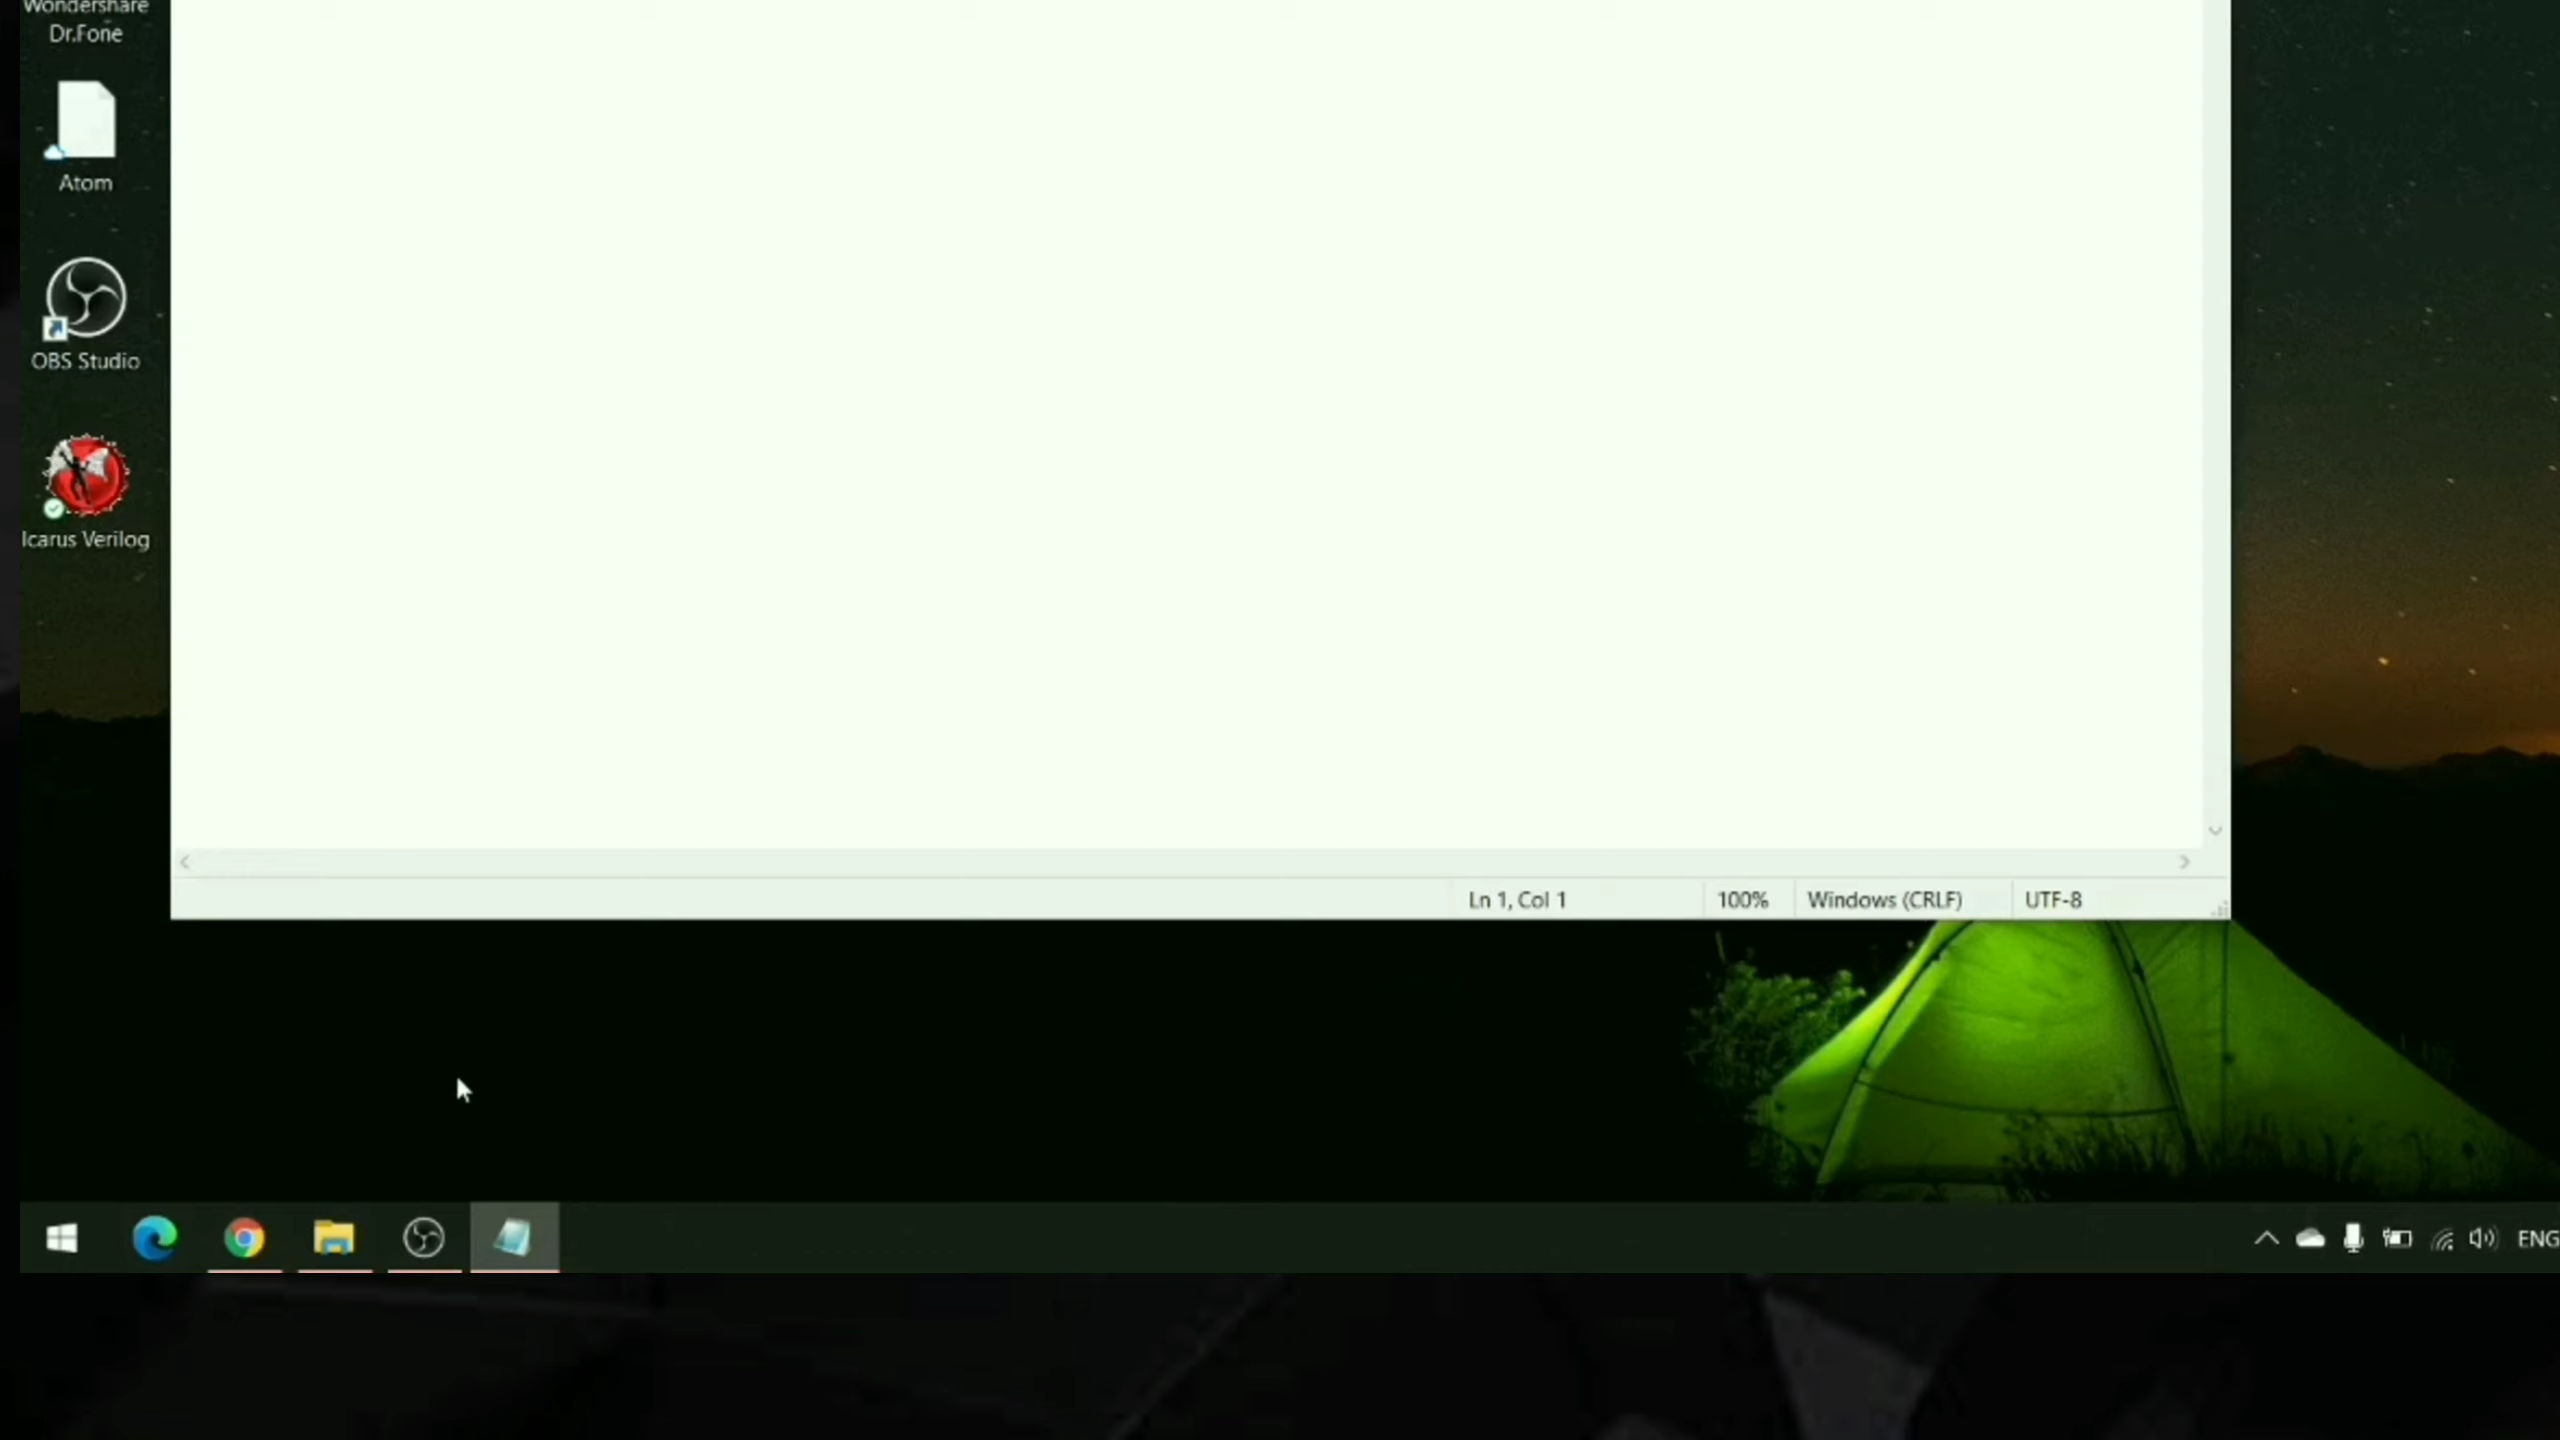 Wondershare
Dr.Fone
Atom
OBS Studio
Icarus Verilog
Ln 1, Col 1
100%
Windows (CRLF)
UTF-8
ENG